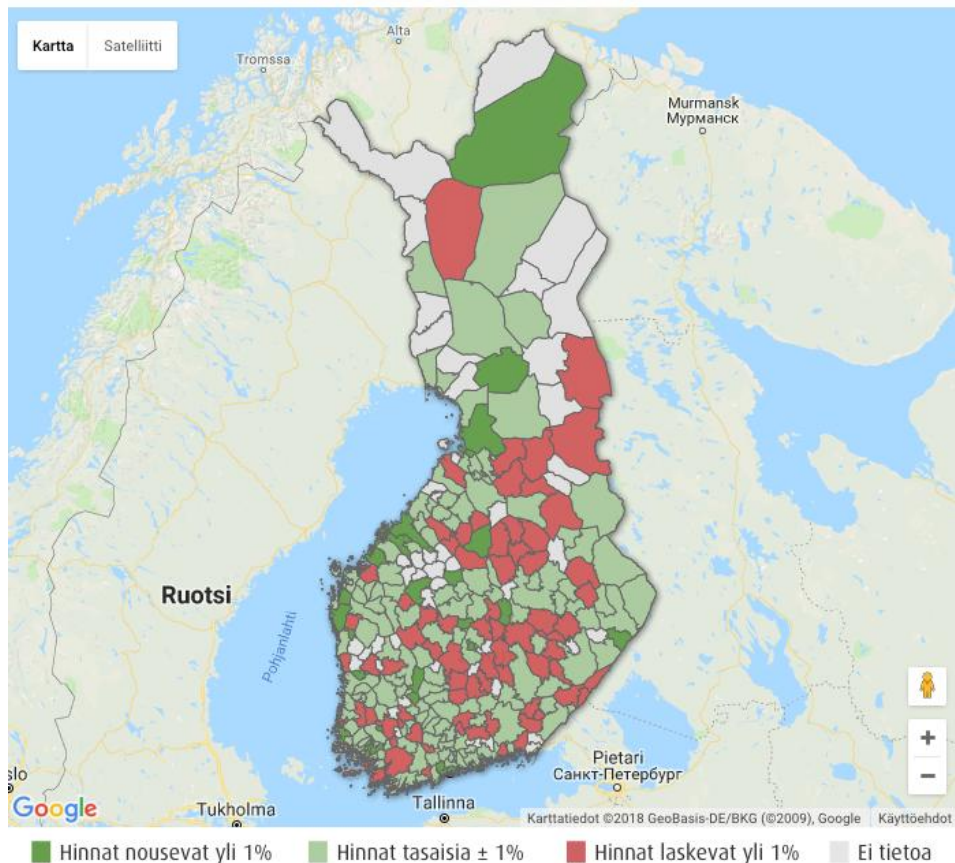 Kartta
Satelliitti
Alta
Tromssa
Murmansk
Мурманск
Ruotsi
Pohjanlahti
Pietari
Санкт-Петербург
slo
Google
Tukholma
Tallinna
Karttatiedot ©2018 GeoBasis-DE/BKG (©2009), Google
Käyttöehdot
Hinnat nousevat yli 1%
Hinnat tasaisia ± 1%
Hinnat laskevat yli 1%
Ei tietoa